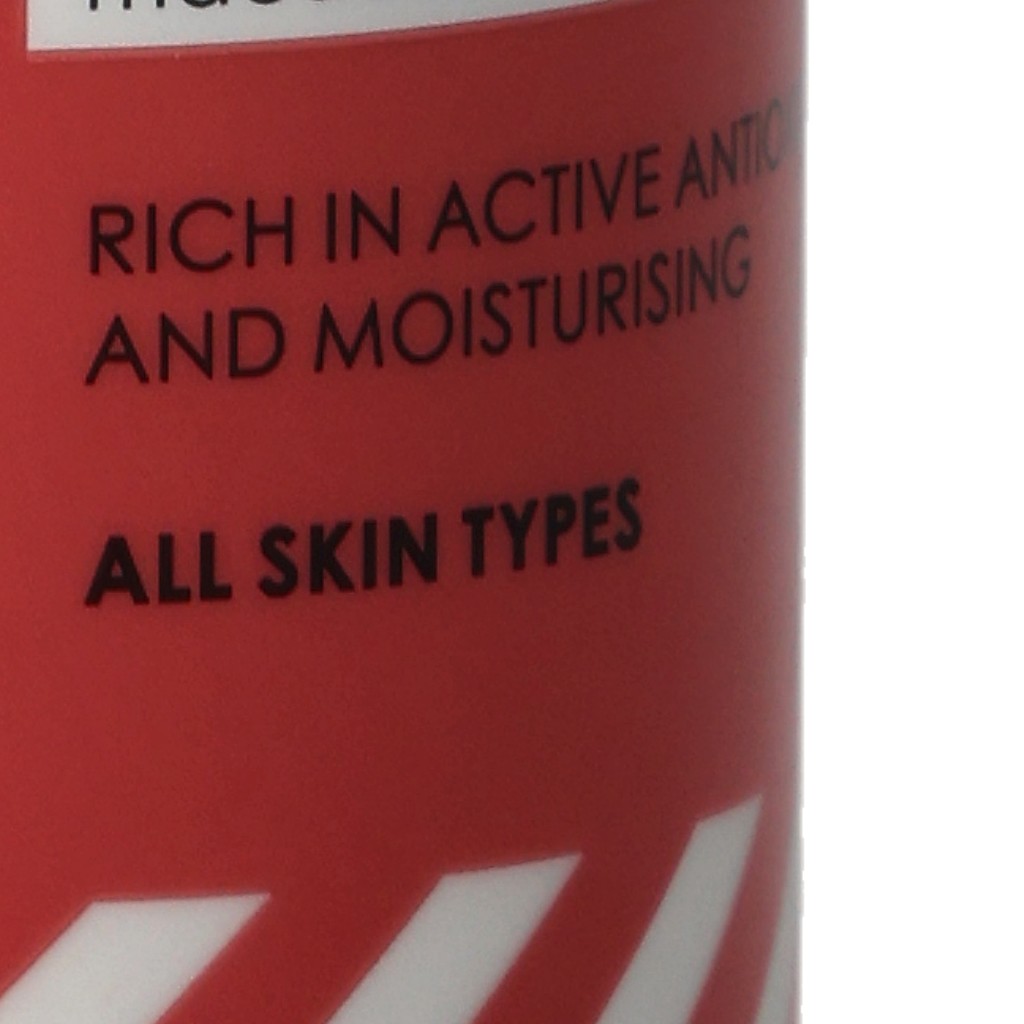 RICH IN ACTIVE
AND MOISTURISING
ALL SKIN TYPES